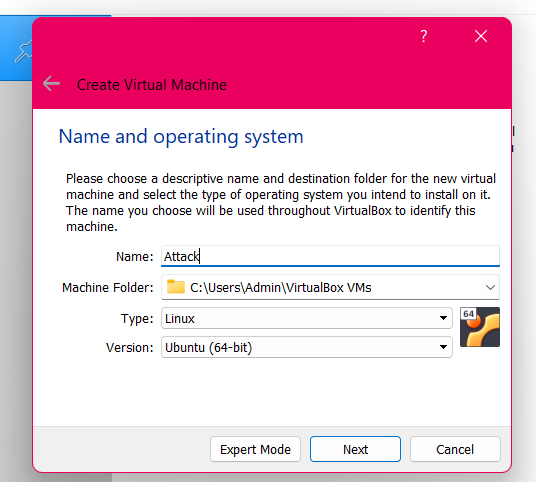 ?
Create Virtual Machine
Name and operating system
Please choose a descriptive name and destination folder for the new virtual
machine and select the type of operating system you intend to install on it.
The name you choose will be used throughout VirtualBox to identify this
machine.
Name: Attack
Machine Folder: C:\Users\Admin\VirtualBox VMs
Type: Linux
64
Version: Ubuntu (64-bit)
Expert Mode Next Cancel